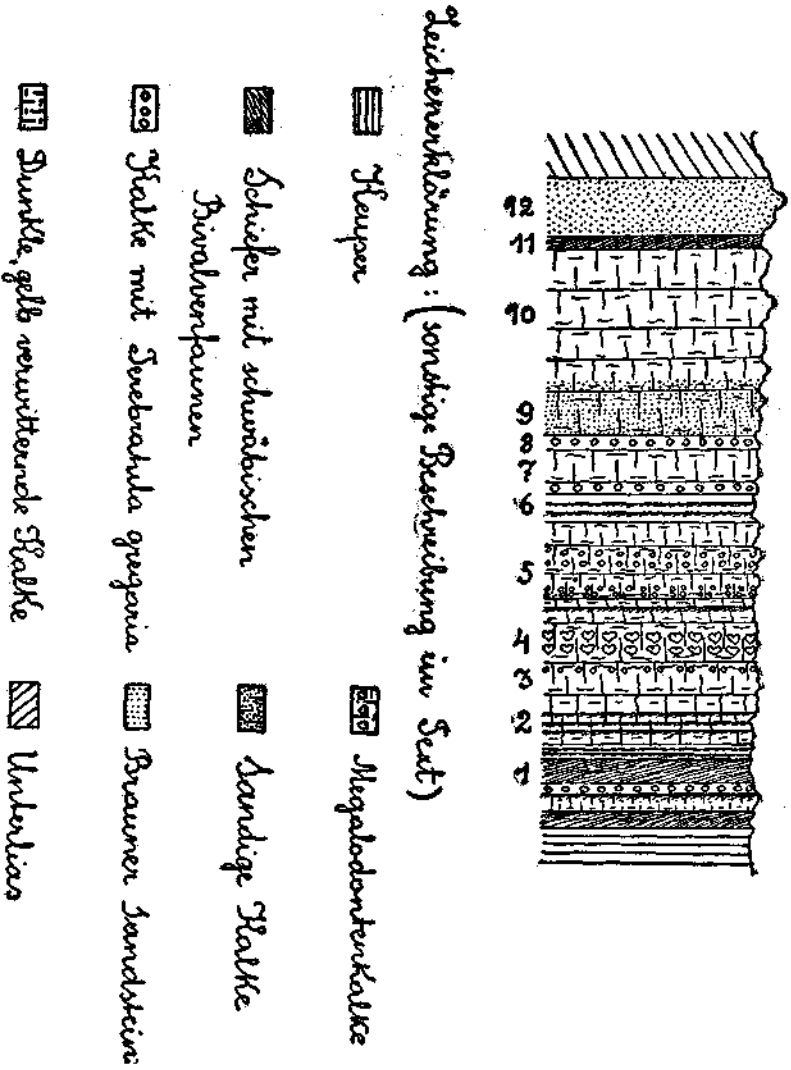 12
11
10
9
8
7
6
5
4
3
2
1
Zeichenerklärung: (sonstige Beschreibung im Text)
Keuper
Schiefer mit schwäbischen
Bivalvenfaunen
Kalke mit Terebratula gregaria
Dunkle, gelb verwitternde Kalke
Megalodontenkalke
Sandige Kalke
Brauner Sandstein
Unterlias